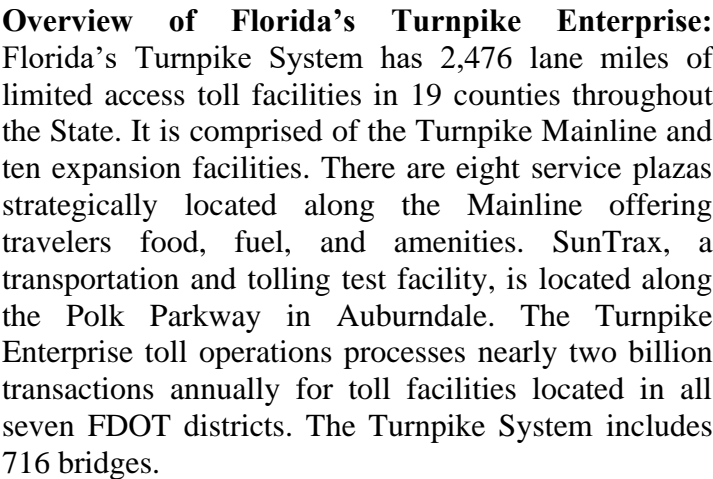 Overview of Florida’s Turnpike Enterprise:
Florida’s Turnpike System has 2,476 lane miles of
limited access toll facilities in 19 counties throughout
the State. It is comprised of the Turnpike Mainline and
ten expansion facilities. There are eight service plazas
strategically located along the Mainline offering
travelers food, fuel, and amenities. SunTrax, a
transportation and tolling test facility, is located along
the Polk Parkway in Auburndale. The Turnpike
Enterprise toll operations processes nearly two billion
transactions annually for toll facilities located in all
seven FDOT districts. The Turnpike System includes
716 bridges.